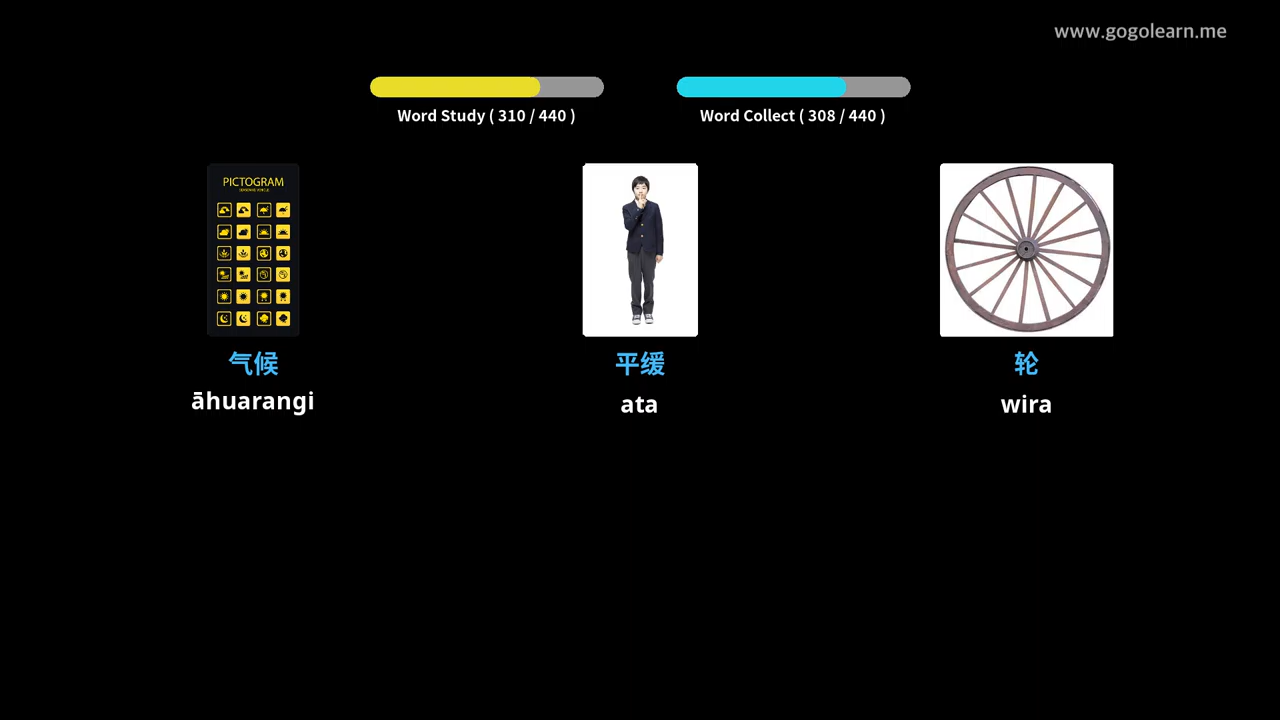 www.gogolearn.me
Word Study ( 310 / 440 )
Word Collect ( 308 / 440 )
PICTOGRAM
气候
平缓
轮
āhuarangi
ata
wira